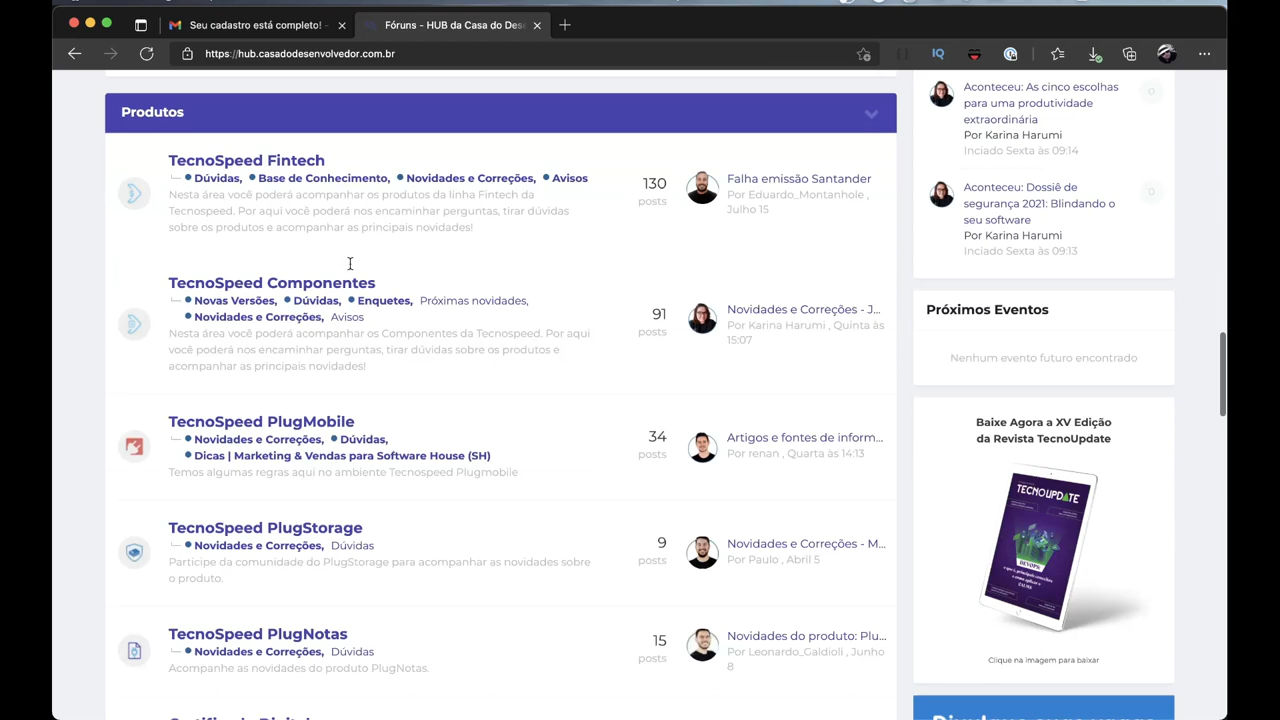 Seu cadastro está completo! -
Fóruns - HUB da Casa do Dese
https://hub.casadodesenvolvedor.com.br
Produtos
TecnoSpeed Fintech
Dúvidas, Base de Conhecimento, Novidades e Correções, Avisos
Nesta área você poderá acompanhar os produtos da linha Fintech da
Tecnospeed. Por aqui você poderá nos encaminhar perguntas, tirar dúvidas
sobre os produtos e acompanhar as principais novidades!
130
posts
Falha emissão Santander
Por Eduardo_Montanhole ,
Julho 15
TecnoSpeed Componentes
Novas Versões, Dúvidas, Enquetes, Próximas novidades,
Novidades e Correções, Avisos
Nesta área você poderá acompanhar os Componentes da Tecnospeed. Por aqui
você poderá nos encaminhar perguntas, tirar dúvidas sobre os produtos e
acompanhar as principais novidades!
91
posts
Novidades e Correções - J...
Por Karina Harumi , Quinta às
15:07
TecnoSpeed PlugMobile
Novidades e Correções, Dúvidas,
Dicas | Marketing & Vendas para Software House (SH)
Temos algumas regras aqui no ambiente Tecnospeed Plugmobile
34
posts
Artigos e fontes de inform...
Por renan , Quarta às 14:13
TecnoSpeed PlugStorage
Novidades e Correções, Dúvidas
Participe da comunidade do PlugStorage para acompanhar as novidades sobre
o produto.
9
posts
Novidades e Correções - M...
Por Paulo , Abril 5
TecnoSpeed PlugNotas
Novidades e Correções, Dúvidas
Acompanhe as novidades do produto PlugNotas.
15
posts
Novidades do produto: Plu...
Por Leonardo_Galdioli , Junho
8
Aconteceu: As cinco escolhas
para uma produtividade
extraordinária
Por Karina Harumi
Inciado Sexta às 09:14
0
Aconteceu: Dossiê de
segurança 2021: Blindando o
seu software
Por Karina Harumi
Inciado Sexta às 09:13
0
Próximos Eventos
Nenhum evento futuro encontrado
Baixe Agora a XV Edição
da Revista TecnoUpdate
TECNOUPDATE
DEVOPS:
Clique na imagem para baixar